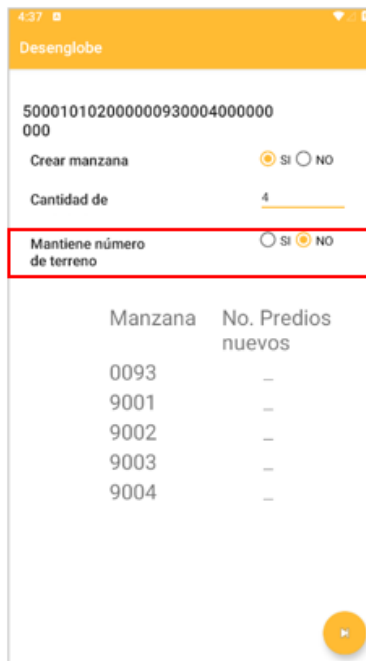 4:37
Desenglobe
500010102000000930004000000
000
Crear manzana SI NO
Cantidad de 4
Mantiene número SI NO
de terreno
Manzana No. Predios
nuevos
0093 _
9001 _
9002 _
9003 _
9004 _